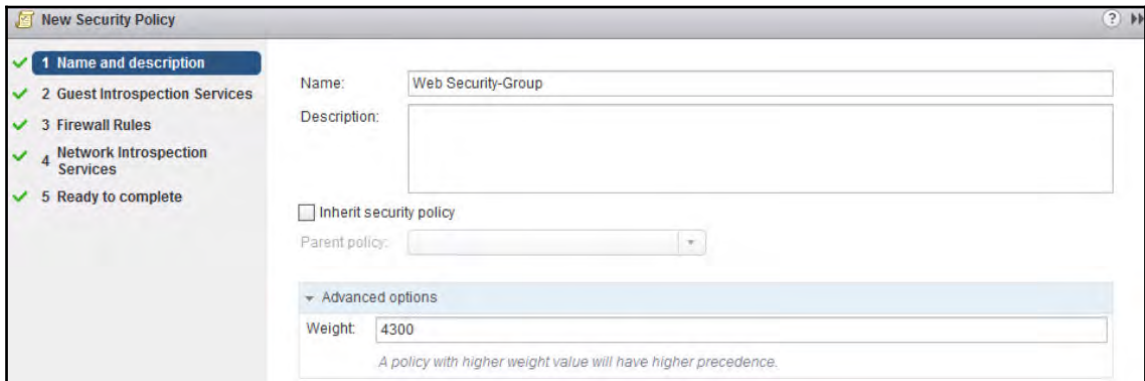 New Security Policy
?
1 Name and description
2 Guest Introspection Services
3 Firewall Rules
4 Network Introspection
Services
5 Ready to complete
Name: Web Security-Group
Description:
Inherit security policy
Parent policy:
Advanced options
Weight: 4300
A policy with higher weight value will have higher precedence.